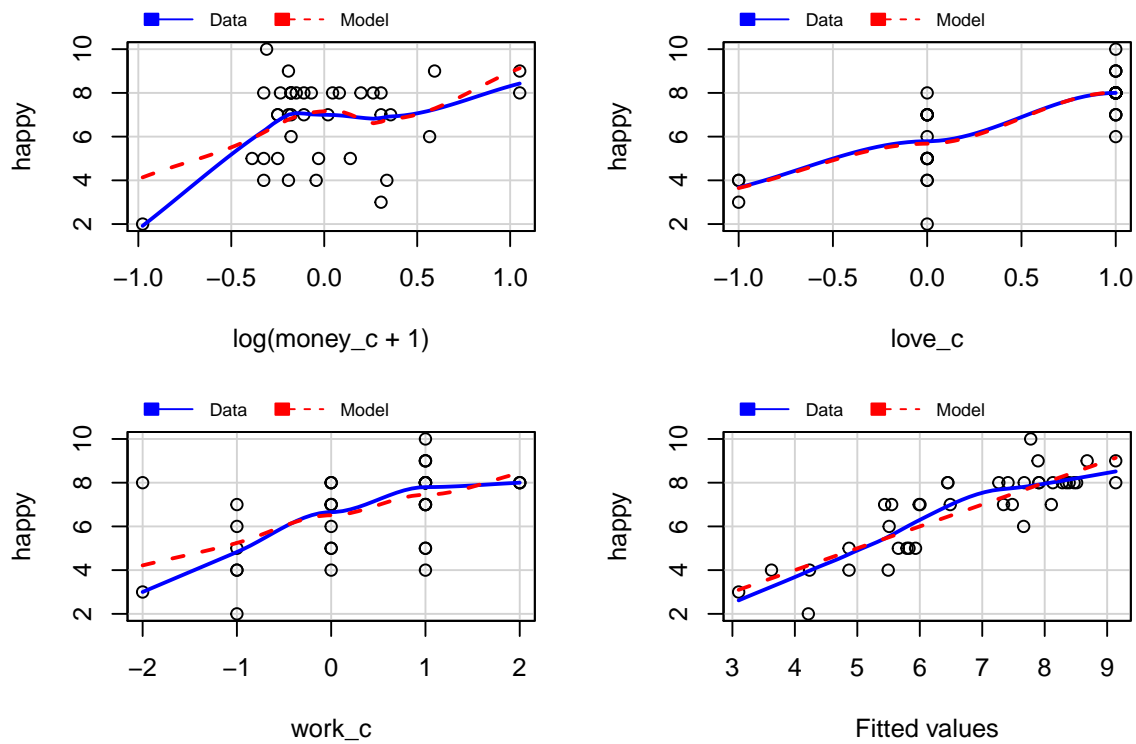 Data Model
happy
10
8
6
4
2
−1.0 −0.5 0.0 0.5 1.0
log(money_c + 1)
Data Model
happy
10
8
6
4
2
−1.0 −0.5 0.0 0.5 1.0
love_c
Data Model
happy
10
8
6
4
2
−2 −1 0 1 2
work_c
Data Model
happy
10
8
6
4
2
3 4 5 6 7 8 9
Fitted values